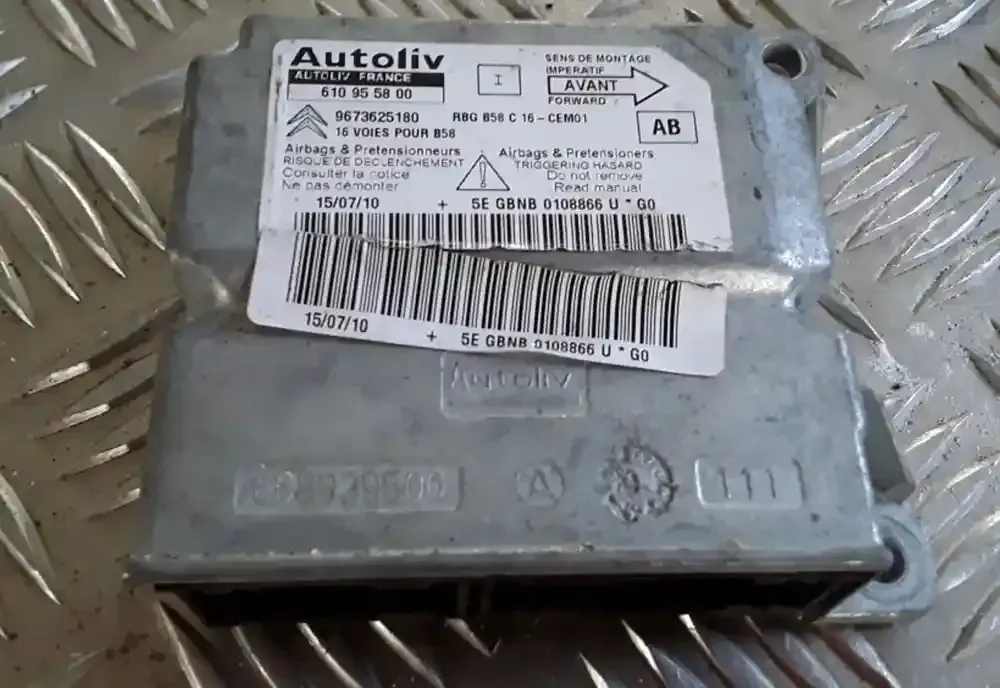 Autoliv
AUTOLIV FRANCE
610 95 58 00
I
SENS DE MONTAGE
IMPERATIF
AVANT
FORWARD
9673625180 RBG B58 C 16-CEM01
16 VOIES POUR B58
AB
Airbags & Pretensionneurs
RISQUE DE DECLENCHEMENT
Consulter la notice
Ne pas démonter
Airbags & Pretensioners
TRIGGERING HASARD
Do not remove
Read manual
15/07/10 + 5E GBNB 0108866 U * G0
15/07/10 + 5E GBNB 0108866 U * G0
Autoliv
A
111